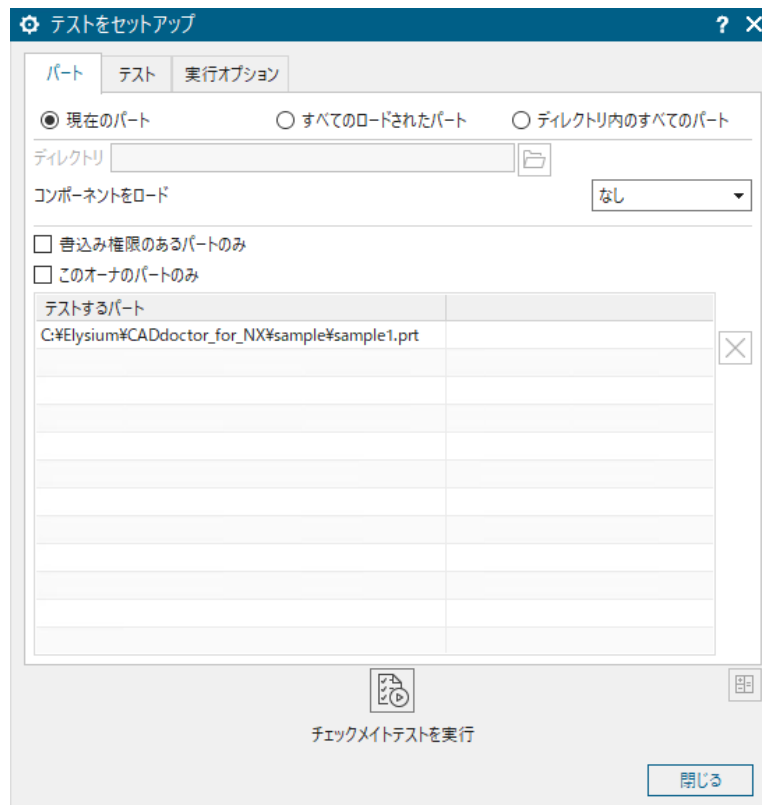 テストをセットアップ ?
パート テスト 実行オプション
現在のパート すべてのロードされたパート ディレクトリ内のすべてのパート
ディレクトリ
コンポーネントをロード なし
書込み権限のあるパートのみ
このオーナのパートのみ
テストするパート
C:¥Elysium¥CADdoctor_for_NX¥sample¥sample1.prt
チェックメイトテストを実行
閉じる